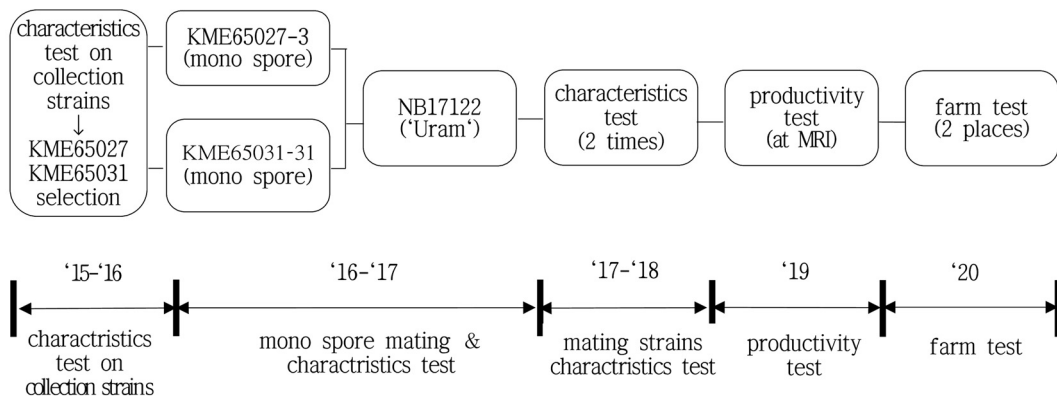 characteristics
test on
collection
strains
↓
KME65027
KME65031
selection
KME65027-3
(mono spore)
KME65031-31
(mono spore)
NB17122
(‘Uram‘)
characteristics
test
(2 times)
productivity
test
(at MRI)
farm test
(2 places)
‘15-‘16
‘16-‘17
‘17-‘18
‘19
‘20
charactristics
test on
collection strains
mono spore mating &
charactristics test
mating strains
charactristics test
productivity
test
farm test